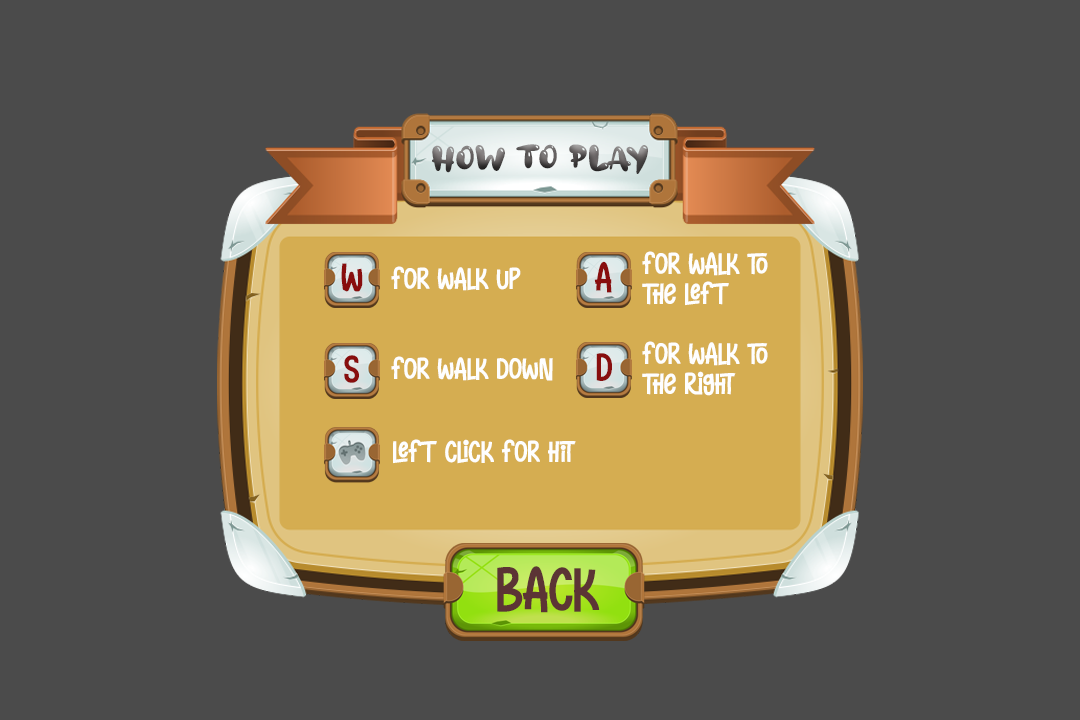 HOW TO PLAY
W FOR WALK UP
A FOR WALK TO
THE LEFT
S FOR WALK DOWN
D FOR WALK TO
THE RIGHT
LEFT CLICK FOR HIT
BACK